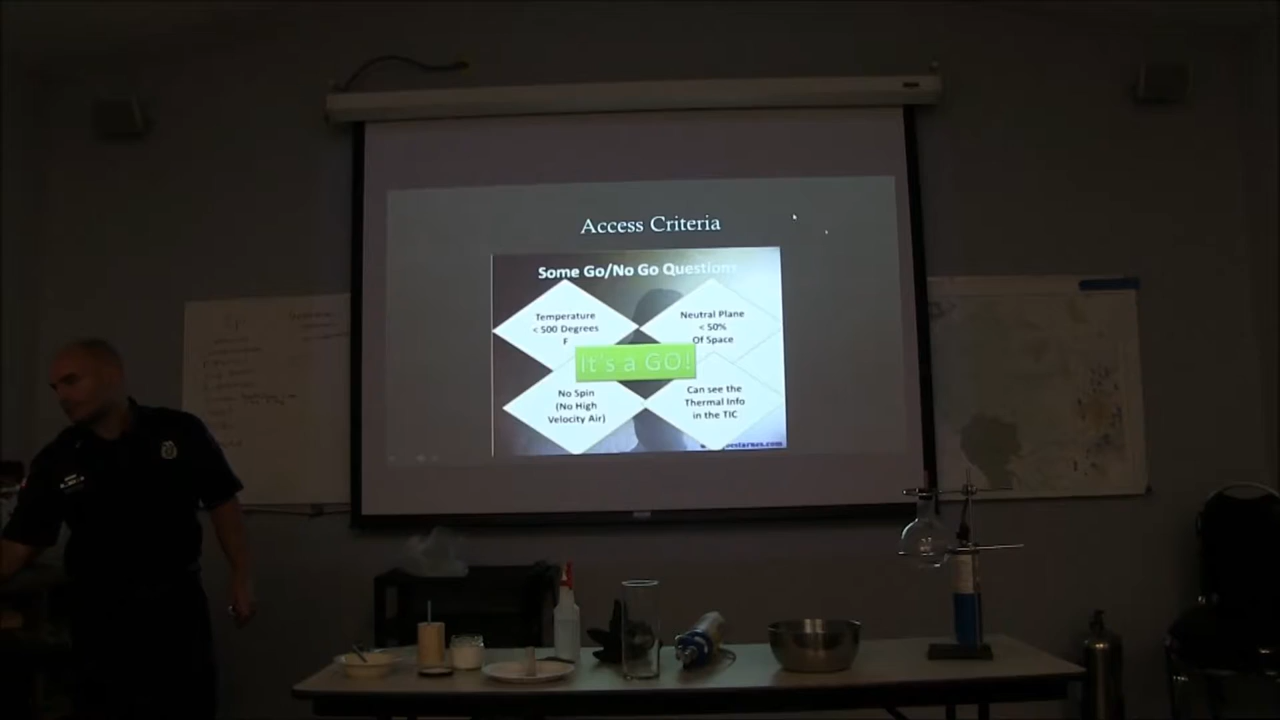 Access Criteria
Some Go/No Go Questions
Temperature
< 500 Degrees
F
Neutral Plane
< 50%
Of Space
It's a GO!
No Spin
(No High
Velocity Air)
Can see the
Thermal Info
in the TIC